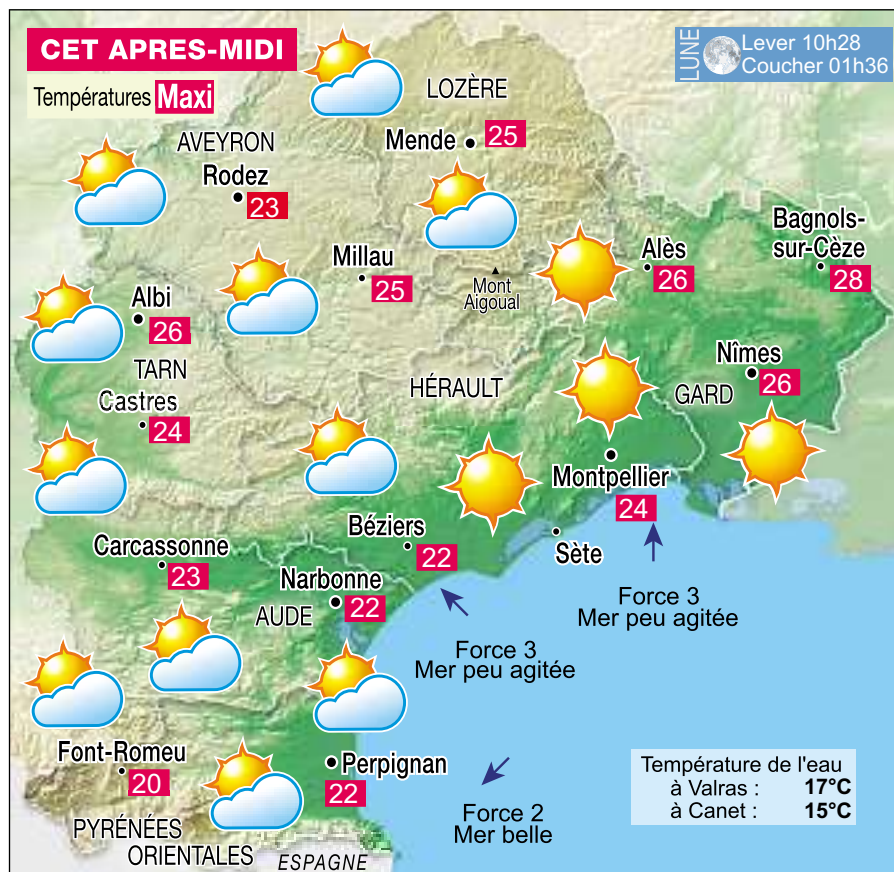 CET APRES-MIDI
Températures Maxi
LUNE
Lever 10h28
Coucher 01h36
LOZÈRE
Mende
25
AVEYRON
Rodez
23
Millau
25
Mont
Aigoual
Alès
26
Bagnols-
sur-Cèze
28
Albi
26
TARN
Castres
24
HÉRAULT
GARD
Nîmes
26
Montpellier
24
Sète
Béziers
22
Carcassonne
23
Narbonne
22
AUDE
Force 3
Mer peu agitée
Force 3
Mer peu agitée
Font-Romeu
20
Perpignan
22
Force 2
Mer belle
Température de l'eau
à Valras : 17°C
à Canet : 15°C
PYRÉNÉES
ORIENTALES
ESPAGNE